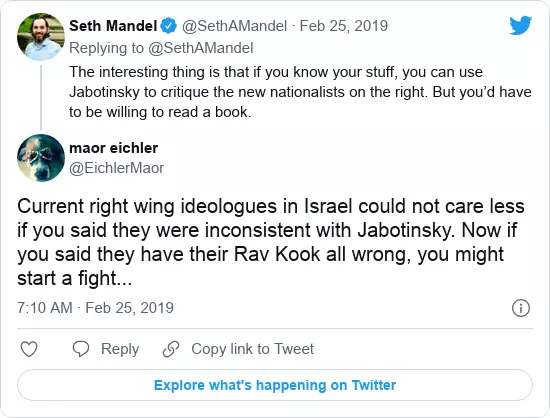 Seth Mandel @SethAMandel · Feb 25, 2019
Replying to @SethAMandel
The interesting thing is that if you know your stuff, you can use
Jabotinsky to critique the new nationalists on the right. But you'd have
to be willing to read a book.
maor eichler
@EichlerMaor
Current right wing ideologues in Israel could not care less
if you said they were inconsistent with Jabotinsky. Now if
you said they have their Rav Kook all wrong, you might
start a fight...
7:10 AM · Feb 25, 2019
Reply Copy link to Tweet
Explore what's happening on Twitter